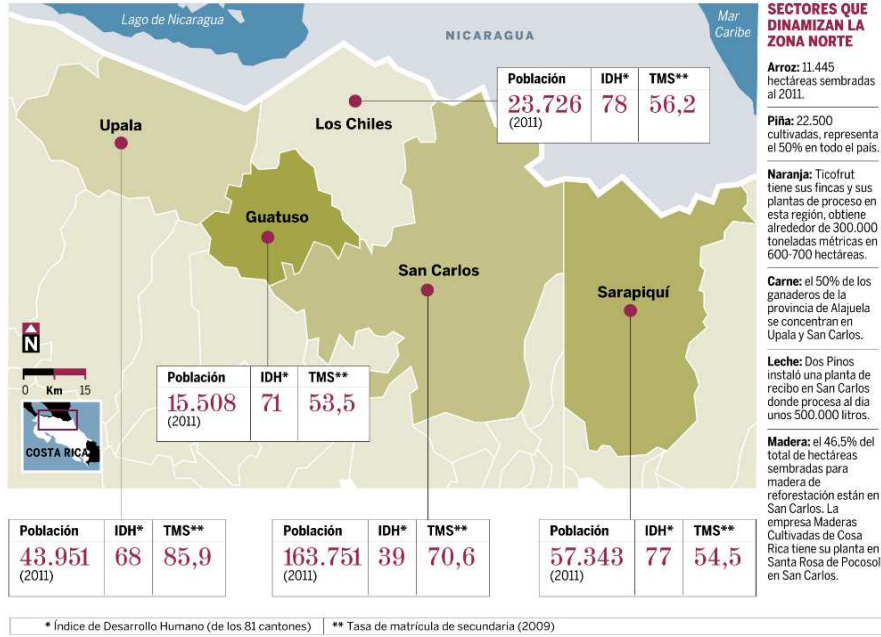 Lago de Nicaragua
NICARAGUA
Mar
Caribe
Upala
Los Chiles
Guatuso
San Carlos
Sarapiquí
Población IDH* TMS**
23.726 78 56,2
(2011)
Población IDH* TMS**
15.508 71 53,5
(2011)
N
0 Km 15
COSTA RICA
Población IDH* TMS**
43.951 68 85,9
(2011)
Población IDH* TMS**
163.751 39 70,6
(2011)
Población IDH* TMS**
57.343 77 54,5
(2011)
* Índice de Desarrollo Humano (de los 81 cantones) ** Tasa de matrícula de secundaria (2009)
SECTORES QUE
DINAMIZAN LA
ZONA NORTE
Arroz: 11.445
hectáreas sembradas
al 2011.
Piña: 22.500
cultivadas, representa
el 50% en todo el país.
Naranja: Ticofrut
tiene sus fincas y sus
plantas de proceso en
esta región, obtiene
alrededor de 300.000
toneladas métricas en
600-700 hectáreas.
Carne: el 50% de los
ganaderos de la
provincia de Alajuela
se concentran en
Upala y San Carlos.
Leche: Dos Pinos
instaló una planta de
recibo en San Carlos
donde procesa al dia
unos 500.000 litros.
Madera: el 46,5% del
total de hectáreas
sembradas para
madera de
reforestación están en
San Carlos. La
empresa Maderas
Cultivadas de Cosa
Rica tiene su planta en
Santa Rosa de Pocosol
en San Carlos.